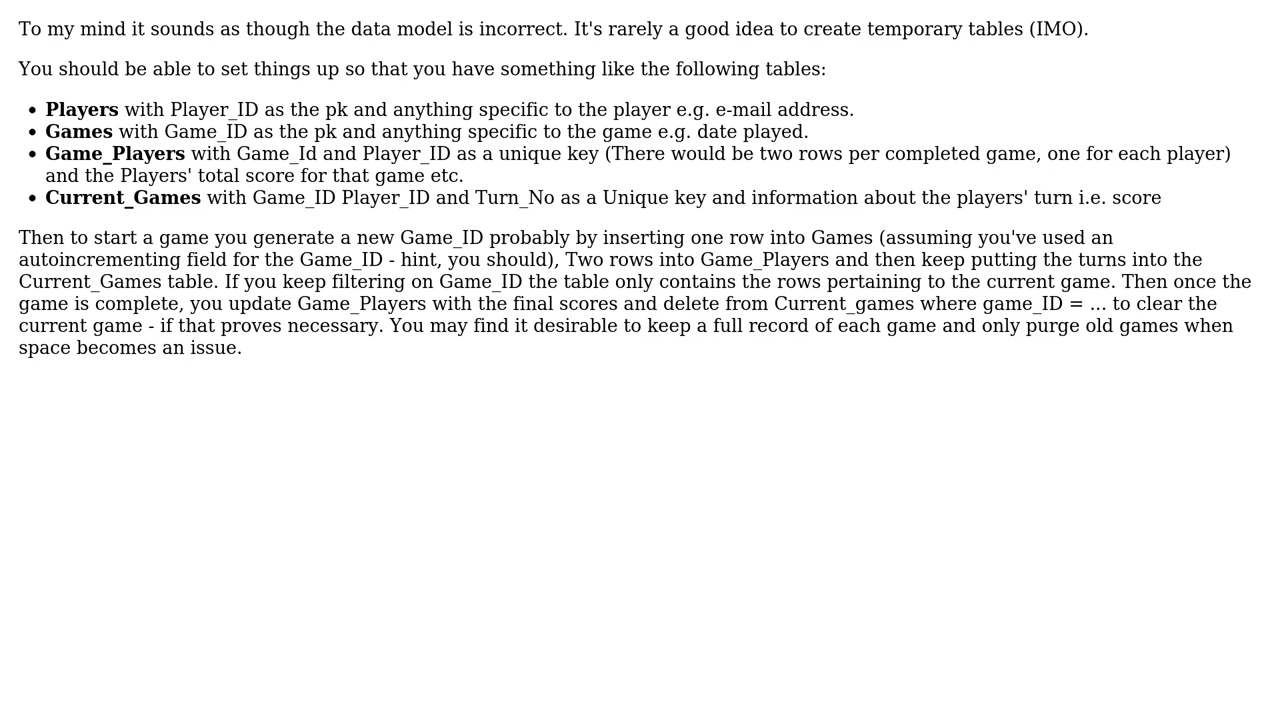 To my mind it sounds as though the data model is incorrect. It's rarely a good idea to create temporary tables (IMO).
You should be able to set things up so that you have something like the following tables:
• Players with Player_ID as the pk and anything specific to the player e.g. e-mail address.
• Games with Game_ID as the pk and anything specific to the game e.g. date played.
• Game_Players with Game_Id and Player_ID as a unique key (There would be two rows per completed game, one for each player)
and the Players' total score for that game etc.
• Current_Games with Game_ID Player_ID and Turn_No as a Unique key and information about the players' turn i.e. score
Then to start a game you generate a new Game_ID probably by inserting one row into Games (assuming you've used an
autoincrementing field for the Game_ID - hint, you should), Two rows into Game_Players and then keep putting the turns into the
Current_Games table. If you keep filtering on Game_ID the table only contains the rows pertaining to the current game. Then once the
game is complete, you update Game_Players with the final scores and delete from Current_games where game_ID = ... to clear the
current game - if that proves necessary. You may find it desirable to keep a full record of each game and only purge old games when
space becomes an issue.